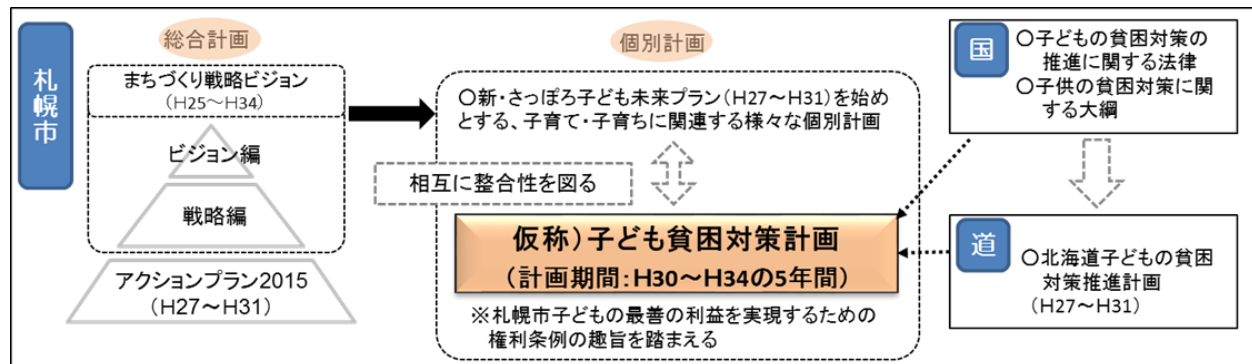 札幌市
総合計画
まちづくり戦略ビジョン
(H25～H34)
ビジョン編
戦略編
アクションプラン2015
(H27～H31)
個別計画
○新・さっぽろ子ども未来プラン(H27～H31)を始め
とする、子育て・子育ちに関連する様々な個別計画
相互に整合性を図る
仮称)子ども貧困対策計画
(計画期間:H30～H34の5年間)
※札幌市子どもの最善の利益を実現するための
権利条例の趣旨を踏まえる
国
○子どもの貧困対策の
推進に関する法律
○子供の貧困対策に関
する大綱
道
○北海道子どもの貧困
対策推進計画
(H27～H31)